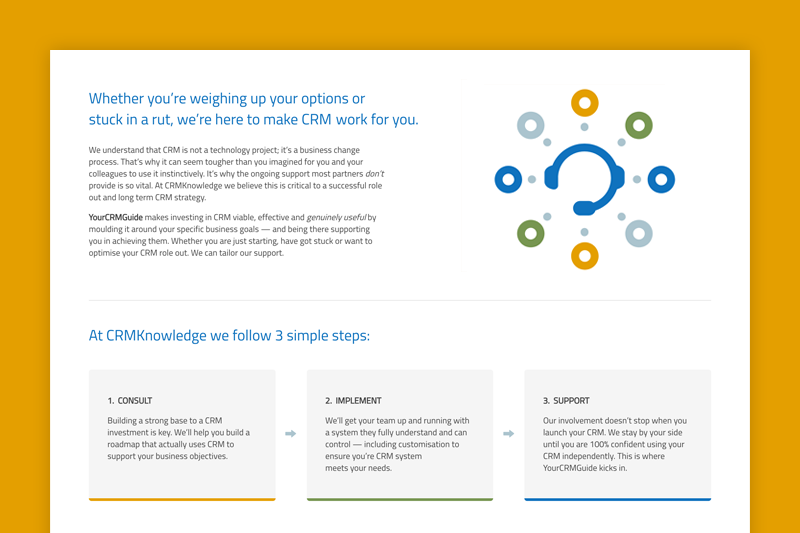 Whether you're weighing up your options or
stuck in a rut, we're here to make CRM work for you.
We understand that CRM is not a technology project; it's a business change
process. That's why it can seem tougher than you imagined for you and your
colleagues to use it instinctively. It's why the ongoing support most partners don't
provide is so vital. At CRMKnowledge we believe this is critical to a successful role
out and long term CRM strategy.
YourCRMGuide makes investing in CRM viable, effective and genuinely useful by
moulding it around your specific business goals — and being there supporting
you in achieving them. Whether you are just starting, have got stuck or want to
optimise your CRM role out. We can tailor our support.
At CRMKnowledge we follow 3 simple steps:
1. CONSULT
Building a strong base to a CRM
investment is key. We'll help you build a
roadmap that actually uses CRM to
support your business objectives.
2. IMPLEMENT
We'll get your team up and running with
a system they fully understand and can
control — including customisation to
ensure you're CRM system
meets your needs.
3. SUPPORT
Our involvement doesn't stop when you
launch your CRM. We stay by your side
until you are 100% confident using your
CRM independently. This is where
YourCRMGuide kicks in.